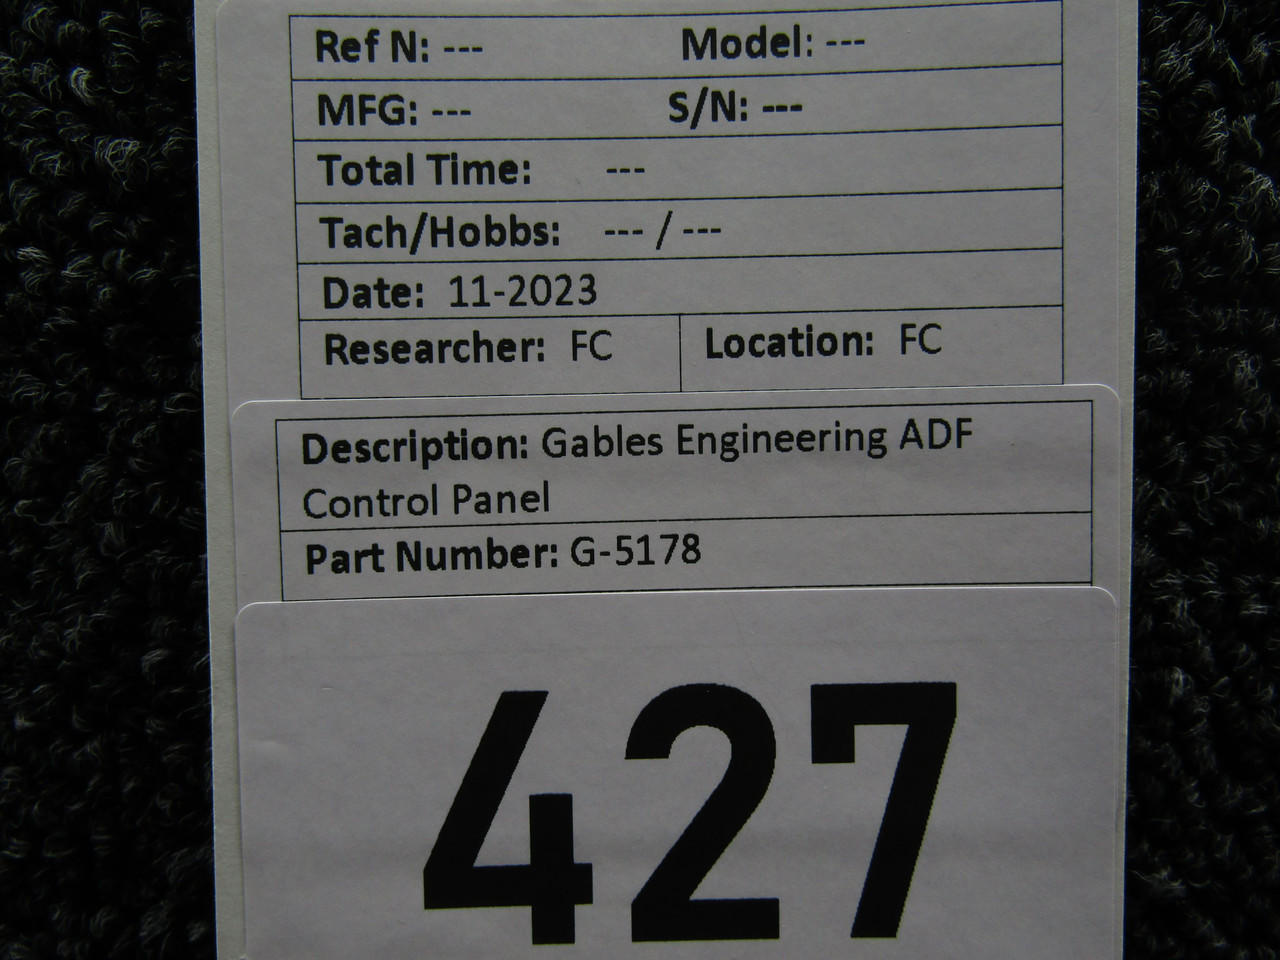 Ref N: --- Model: ---
MFG: --- S/N: ---
Total Time: ---
Tach/Hobbs: --- / ---
Date: 11-2023
Researcher: FC Location: FC
Description: Gables Engineering ADF
Control Panel
Part Number: G-5178
427